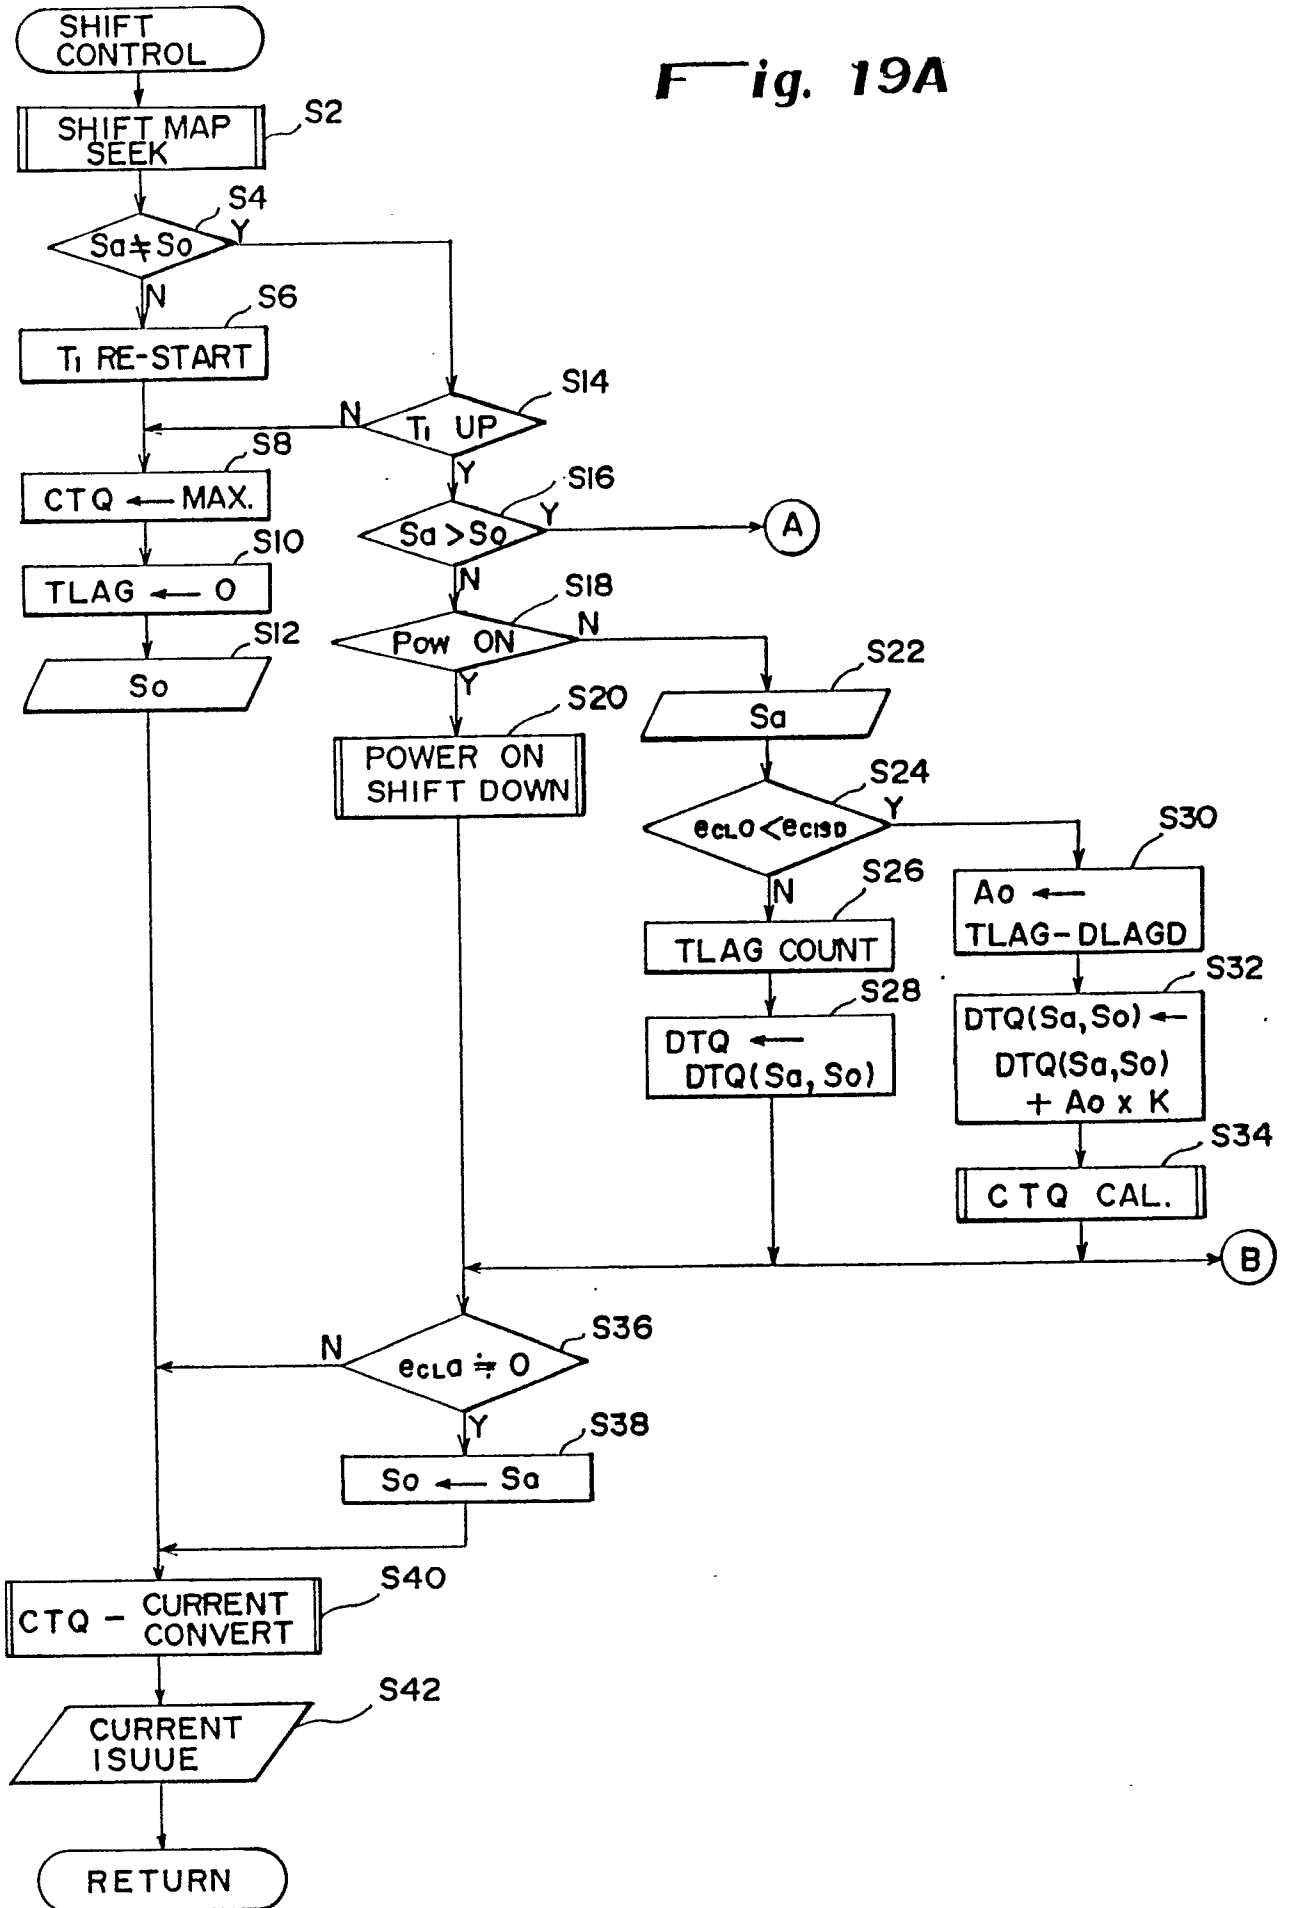 Fig. 19A
SHIFT
CONTROL
SHIFT MAP
SEEK
S2
S4
Sa≠So
Y
N
S6
T1 RE-START
S14
T1 UP
N
Y
S8
CTQ ← MAX.
S16
Sa > So
Y
N
A
S10
TLAG ← O
S18
Pow ON
N
Y
S12
So
S20
POWER ON
SHIFT DOWN
S22
Sa
S24
eCLa < eCISD
Y
N
S26
TLAG COUNT
S28
DTQ ←
DTQ(Sa, So)
S30
Ao ←
TLAG-DLAGD
S32
DTQ(Sa,So) ←
DTQ(Sa,So)
+ Ao x K
S34
CTQ CAL.
B
S36
eCLa ≒ O
N
Y
S38
So ← Sa
S40
CTQ - CURRENT
CONVERT
S42
CURRENT
ISUUE
RETURN